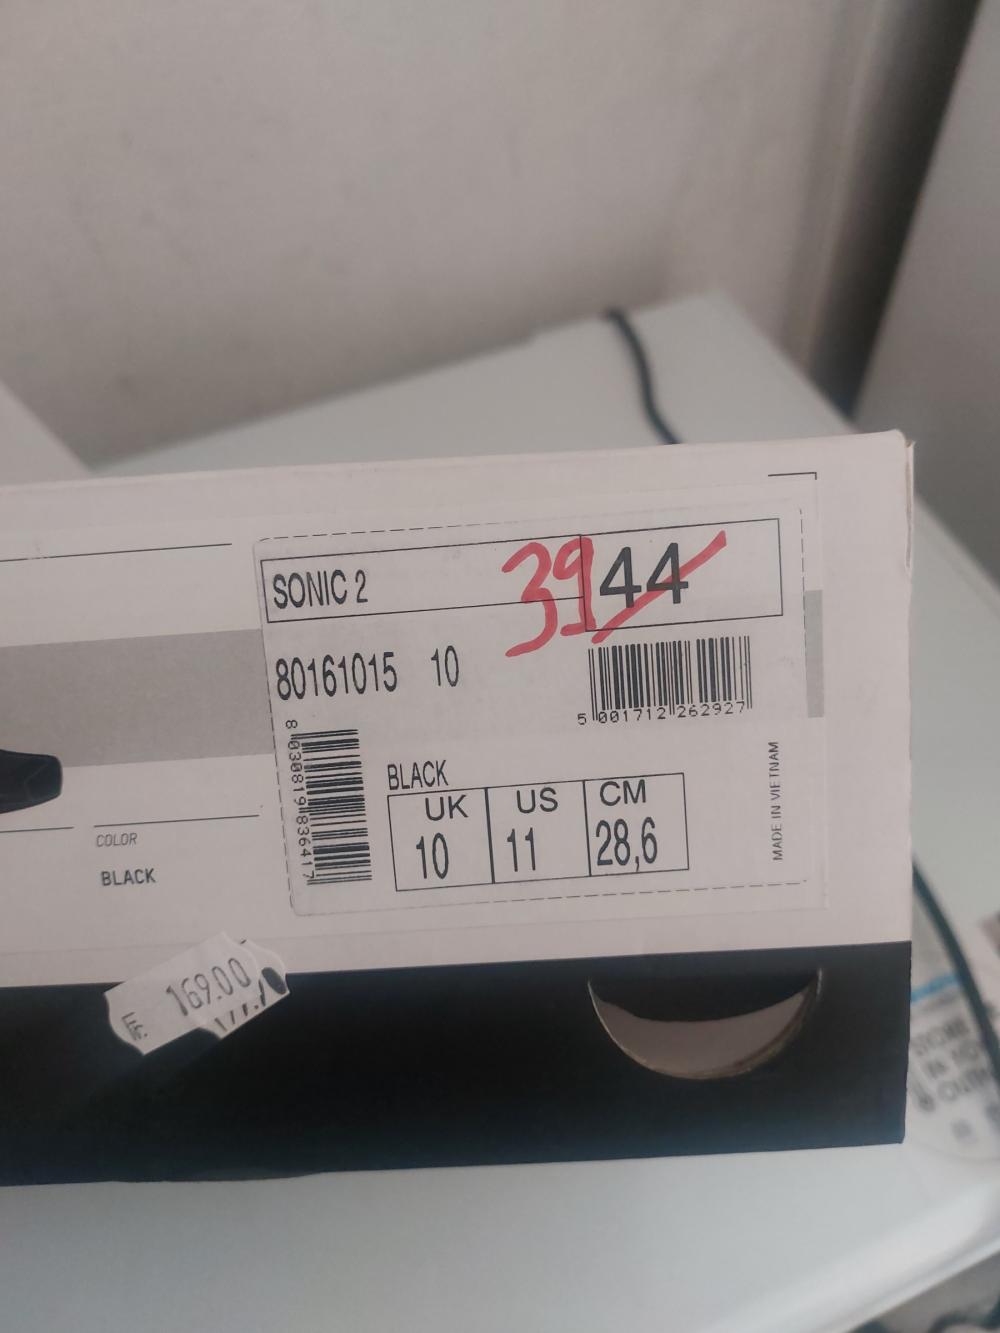 SONIC 2
39
44
80161015 10
5 001712 262927
8 030819 836417
BLACK
UK US CM
10 11 28,6
MADE IN VIETNAM
COLOR
BLACK
Fr. 169.00